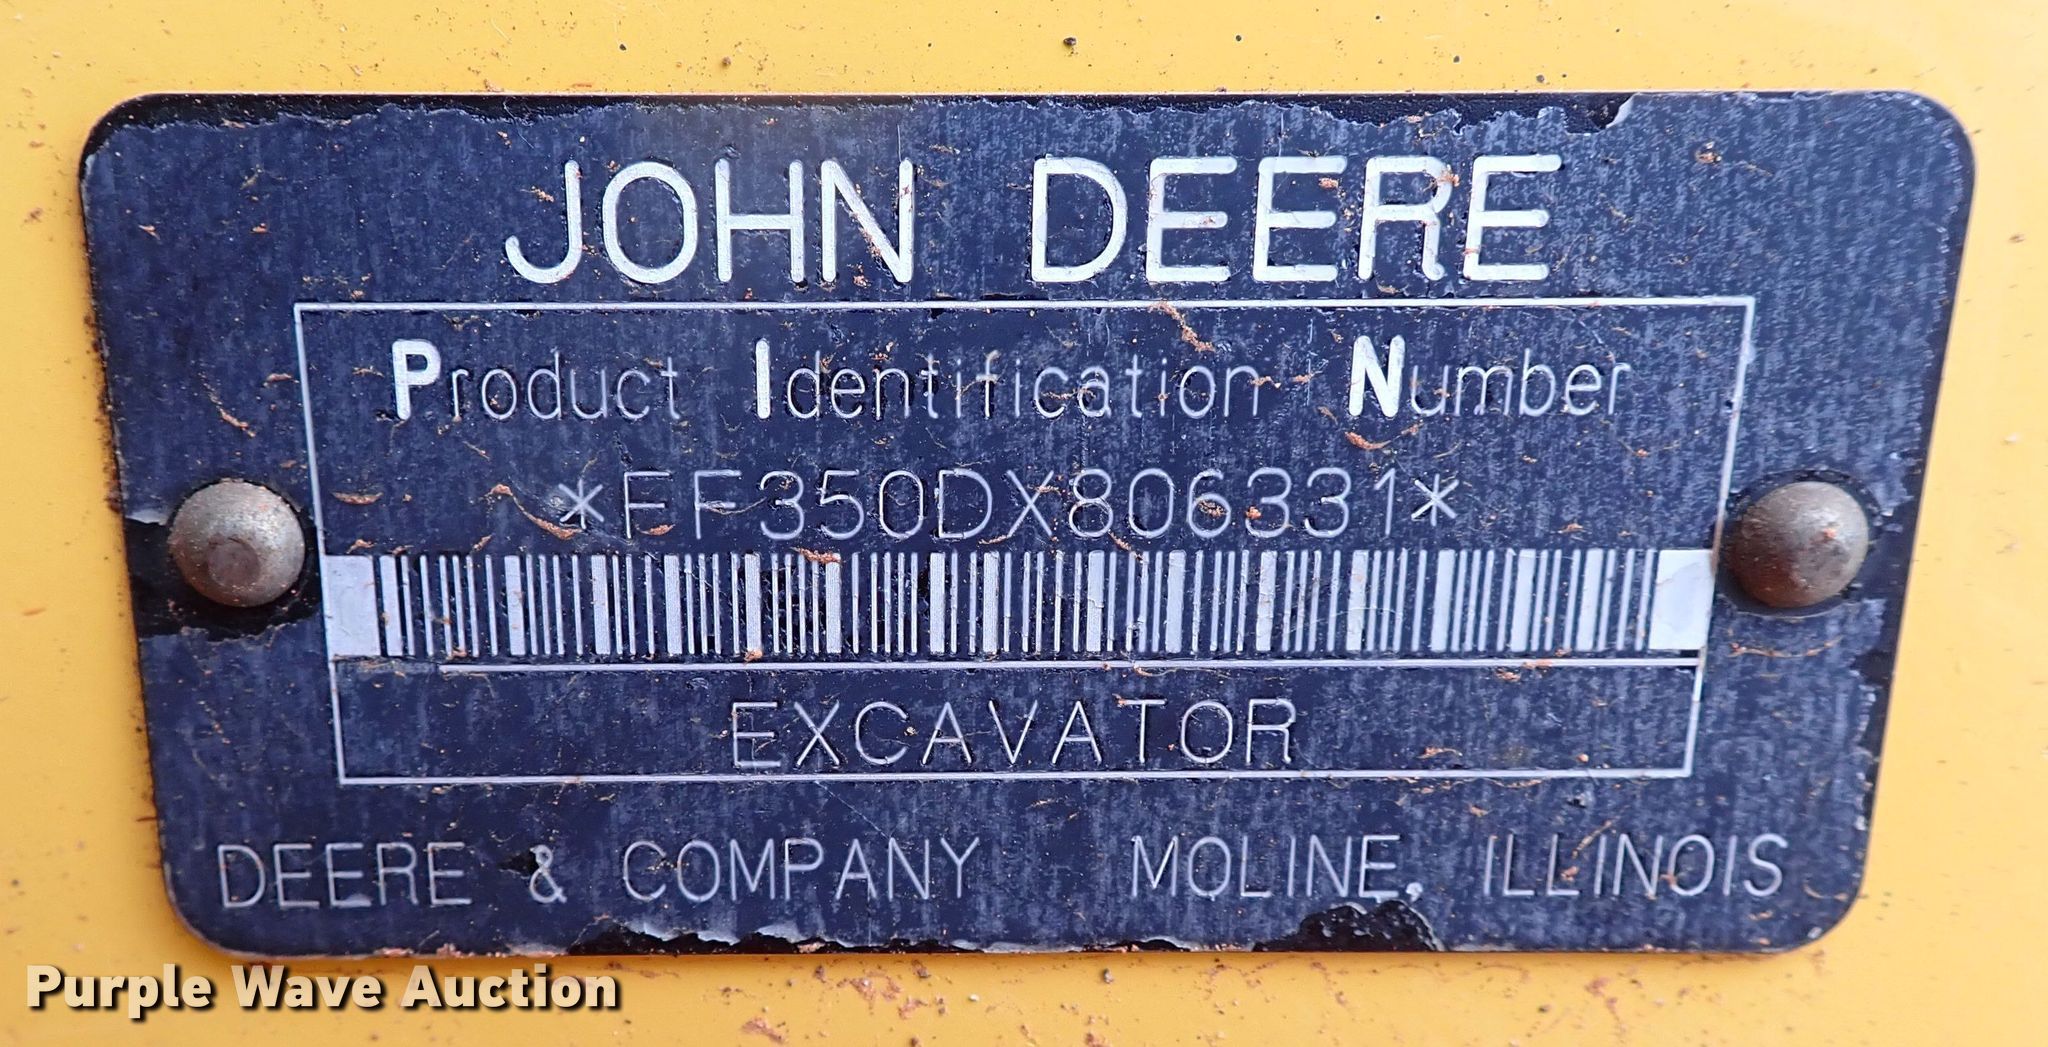 JOHN DEERE
Product Identification Number
*FF350DX806331*
EXCAVATOR
DEERE & COMPANY MOLINE, ILLINOIS
Purple Wave Auction